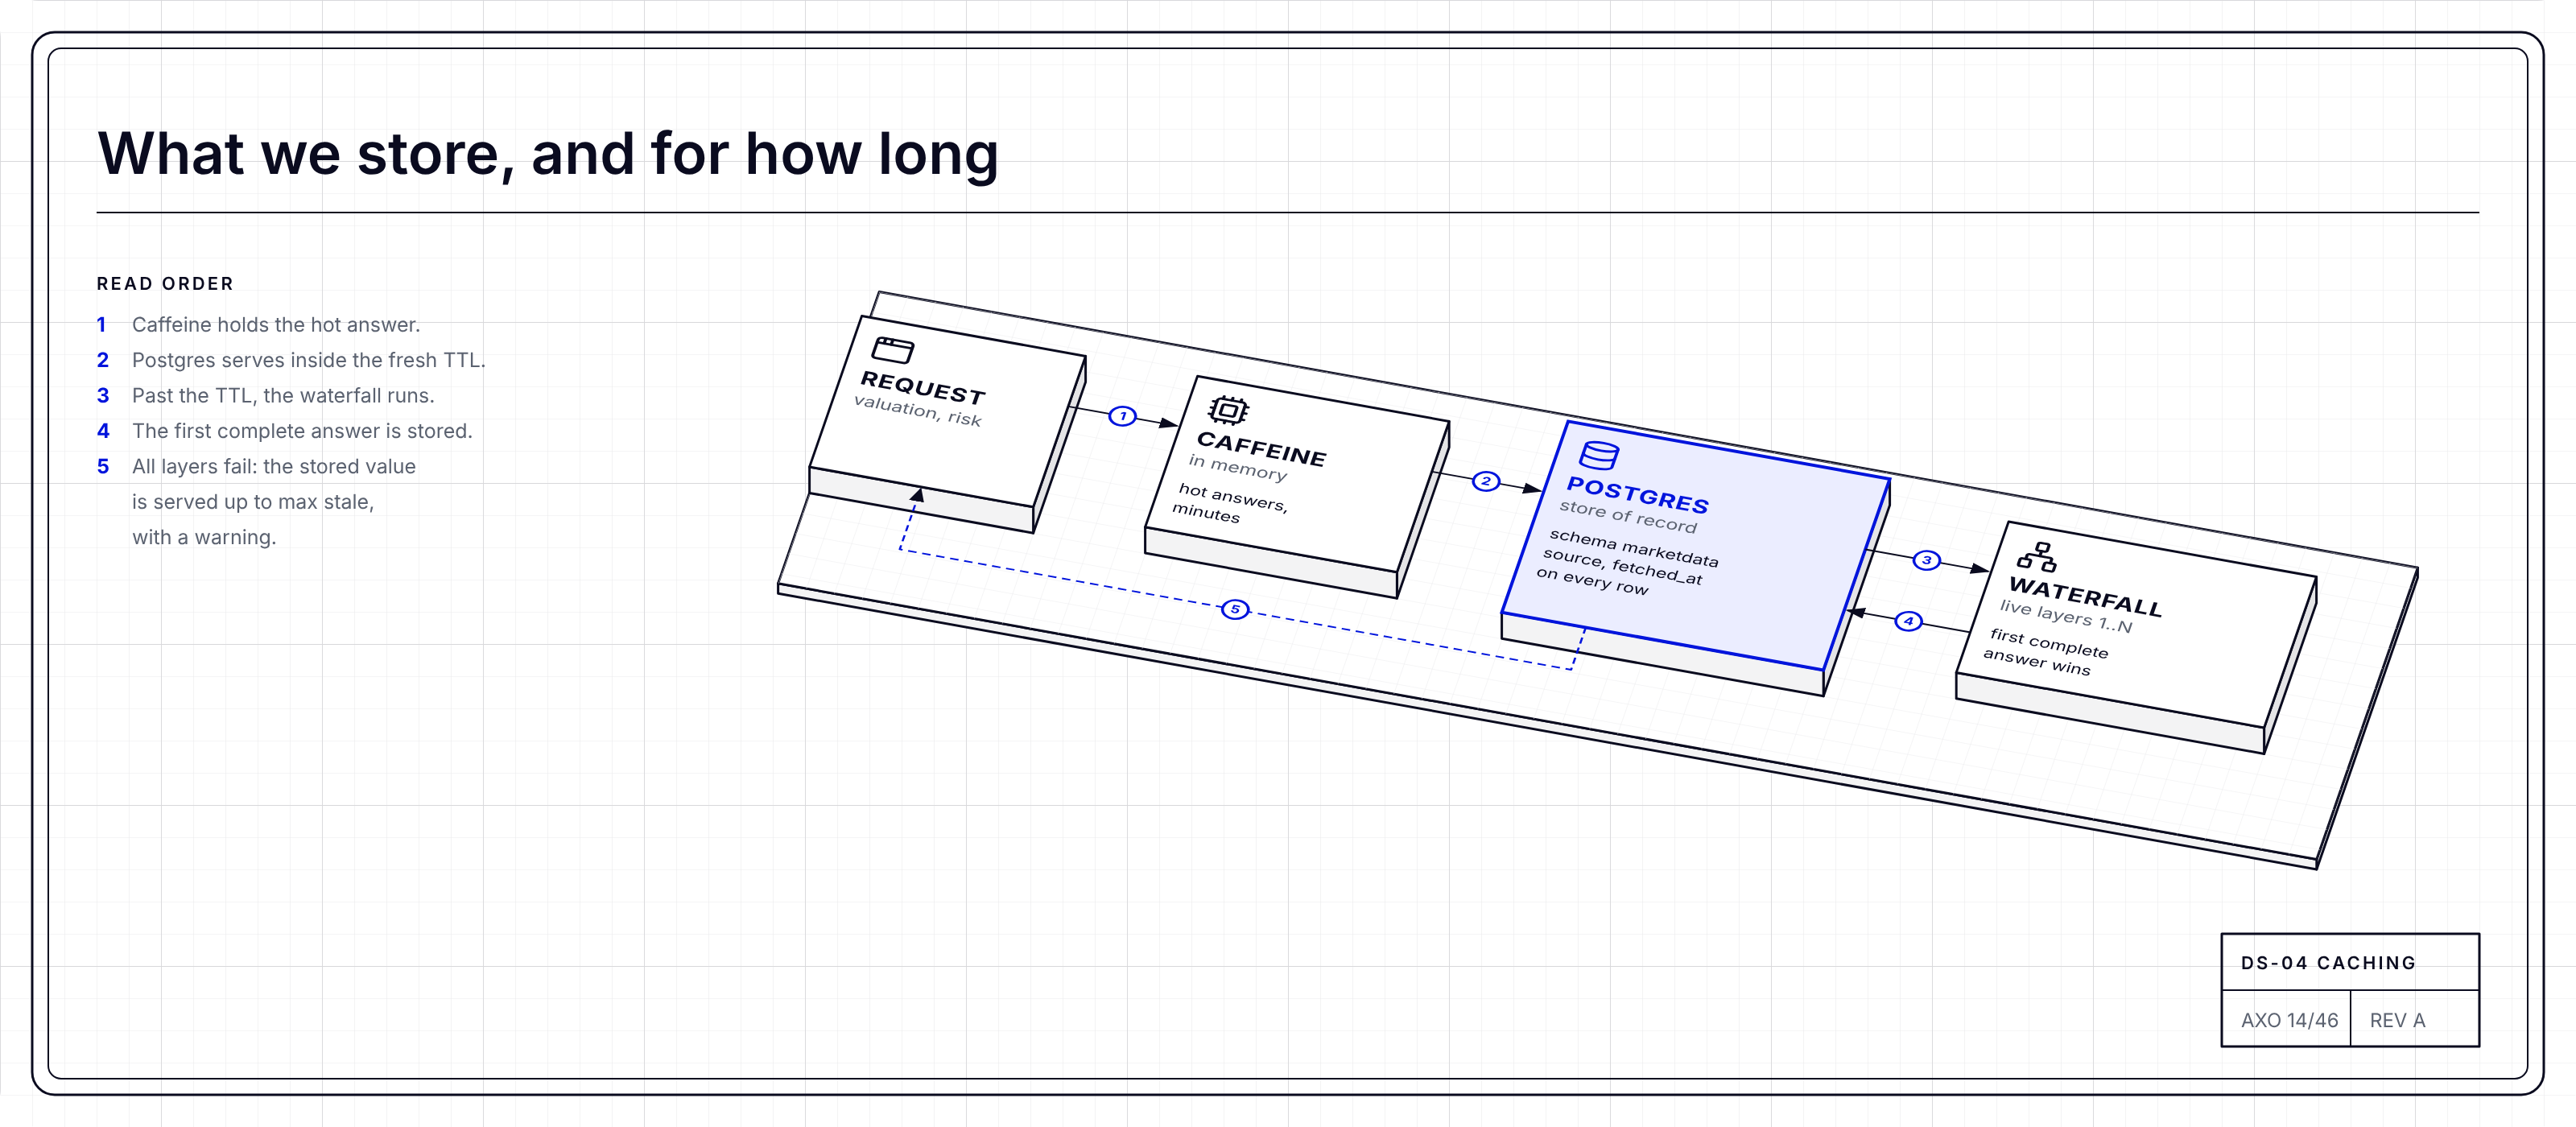 What we store, and for how long
READ ORDER
1 Caffeine holds the hot answer.
2 Postgres serves inside the fresh TTL.
3 Past the TTL, the waterfall runs.
4 The first complete answer is stored.
5 All layers fail: the stored value
is served up to max stale,
with a warning.
REQUEST
valuation, risk
1
CAFFEINE
in memory
hot answers,
minutes
2
POSTGRES
store of record
schema marketdata
source, fetched_at
on every row
3
4
WATERFALL
live layers 1..N
first complete
answer wins
5
DS-04 CACHING
AXO 14/46
REV A